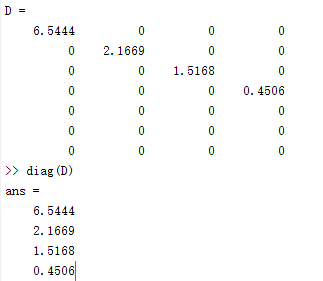 D =
6.5444 0 0 0
0 2.1669 0 0
0 0 1.5168 0
0 0 0 0.4506
0 0 0 0
0 0 0 0
0 0 0 0
>> diag(D)
ans =
6.5444
2.1669
1.5168
0.4506